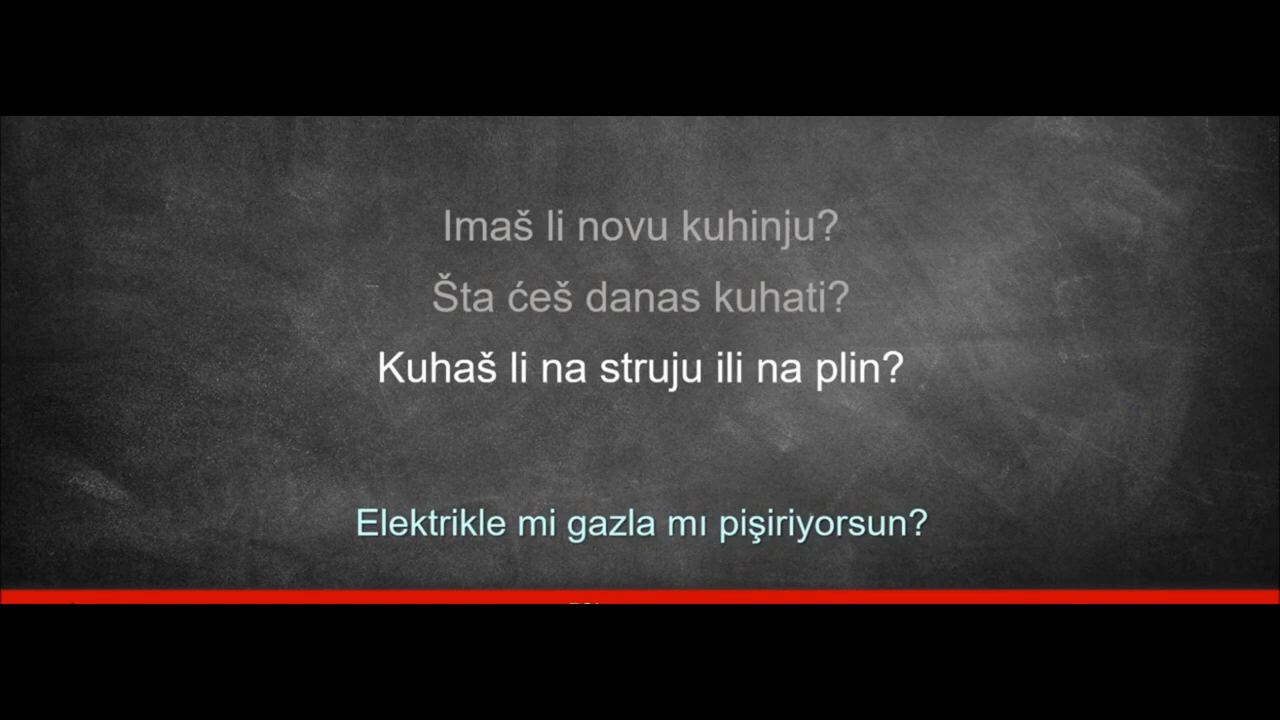 Imaš li novu kuhinju?
Šta ćeš danas kuhati?
Kuhaš li na struju ili na plin?
Elektrikle mi gazla mı pişiriyorsun?